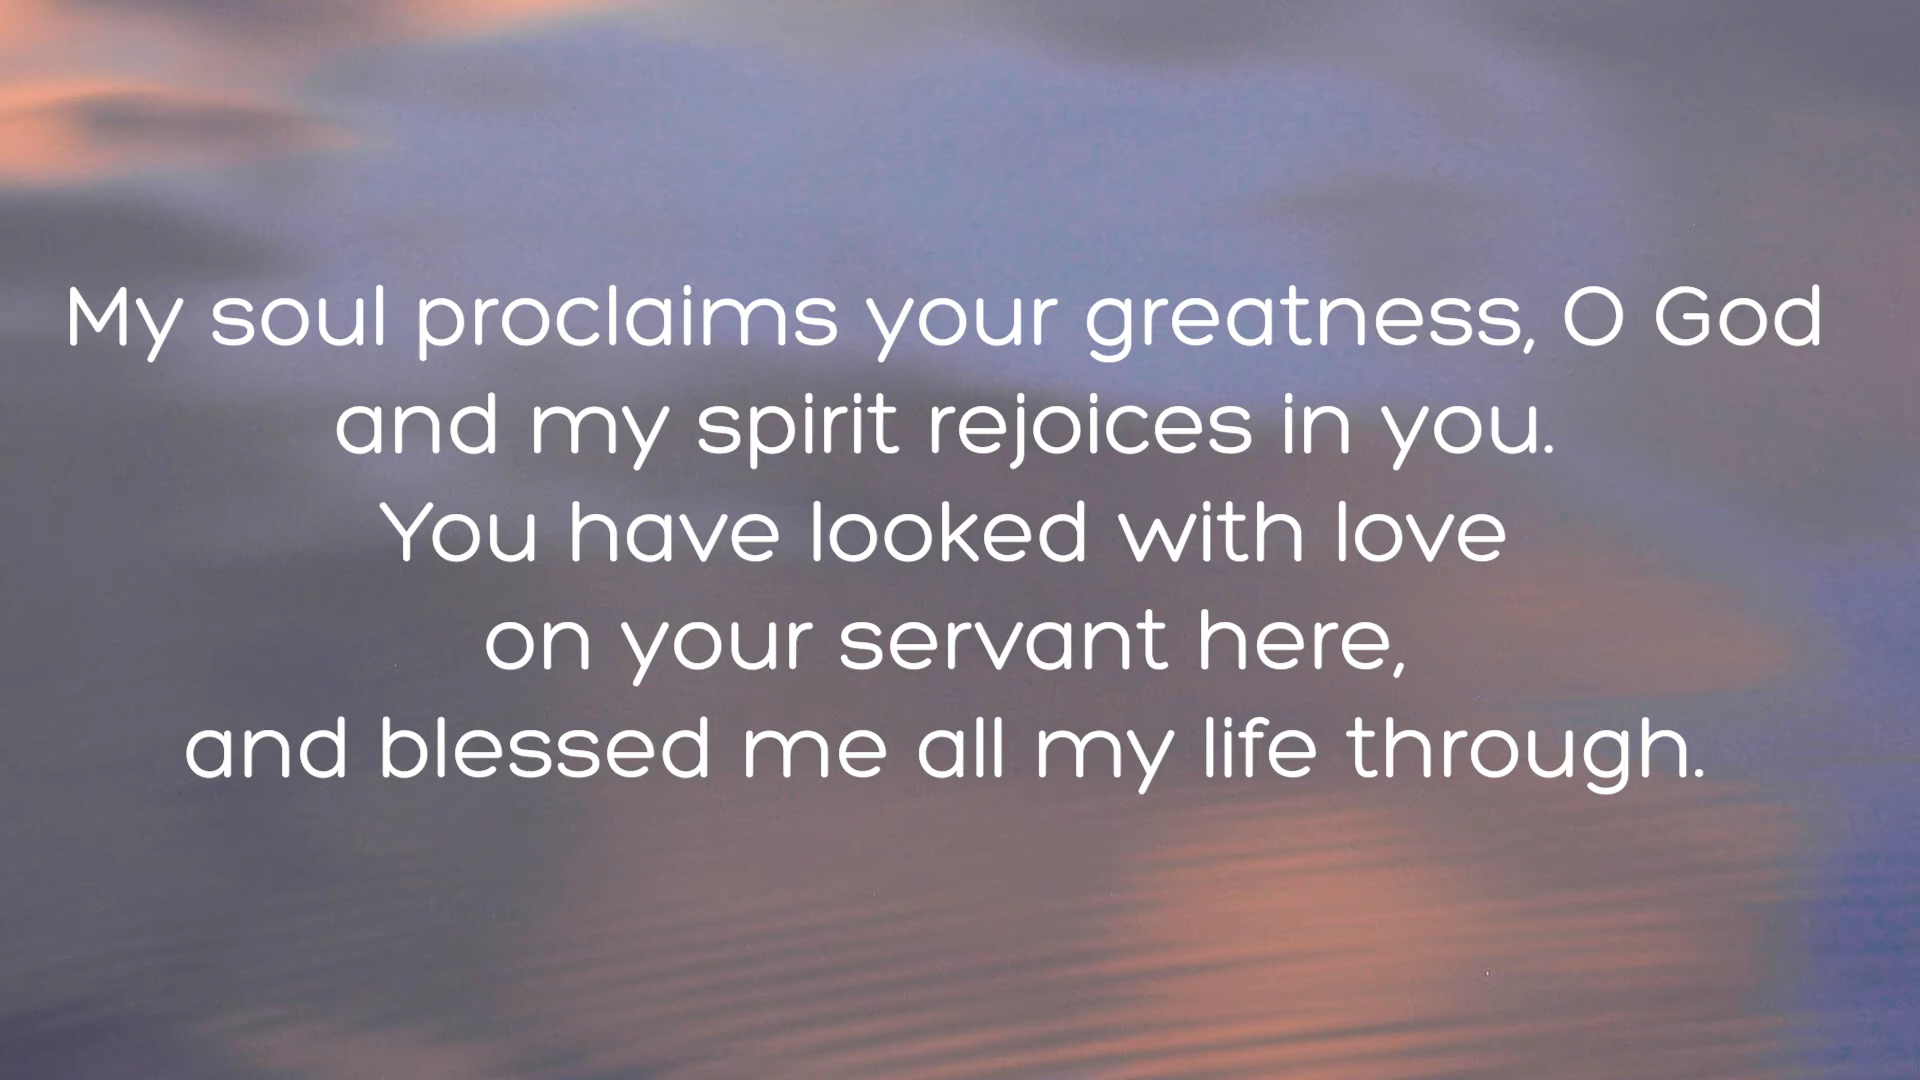 My soul proclaims your greatness, O God
and my spirit rejoices in you.
You have looked with love
on your servant here,
and blessed me all my life through.